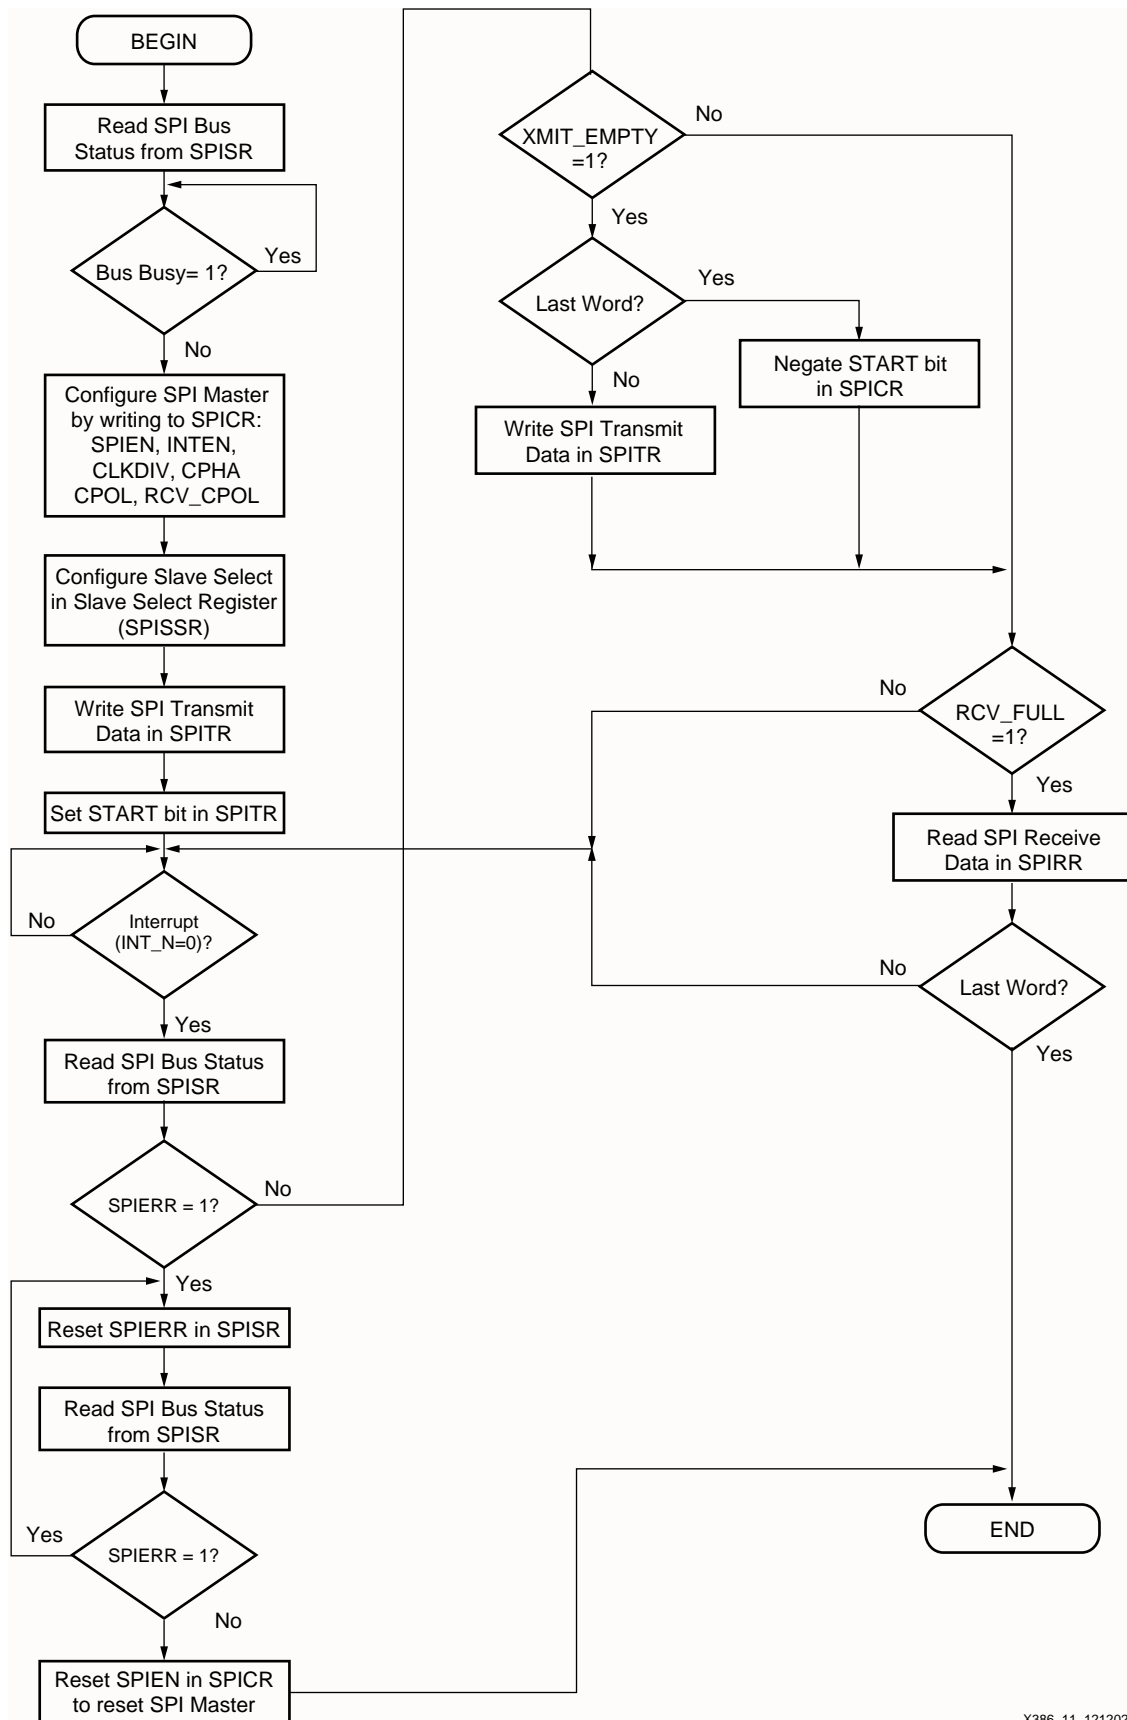 BEGIN
Read SPI Bus
Status from SPISR
Bus Busy= 1?
Yes
No
Configure SPI Master
by writing to SPICR:
SPIEN, INTEN,
CLKDIV, CPHA
CPOL, RCV_CPOL
Configure Slave Select
in Slave Select Register
(SPISSR)
Write SPI Transmit
Data in SPITR
Set START bit in SPITR
No
Interrupt
(INT_N=0)?
Yes
Read SPI Bus Status
from SPISR
SPIERR = 1?
No
Yes
Reset SPIERR in SPISR
Read SPI Bus Status
from SPISR
Yes
SPIERR = 1?
No
Reset SPIEN in SPICR
to reset SPI Master
XMIT_EMPTY
=1?
No
Yes
Last Word?
Yes
No
Negate START bit
in SPICR
Write SPI Transmit
Data in SPITR
No
RCV_FULL
=1?
Yes
Read SPI Receive
Data in SPIRR
No
Last Word?
Yes
END
X386_11_121202